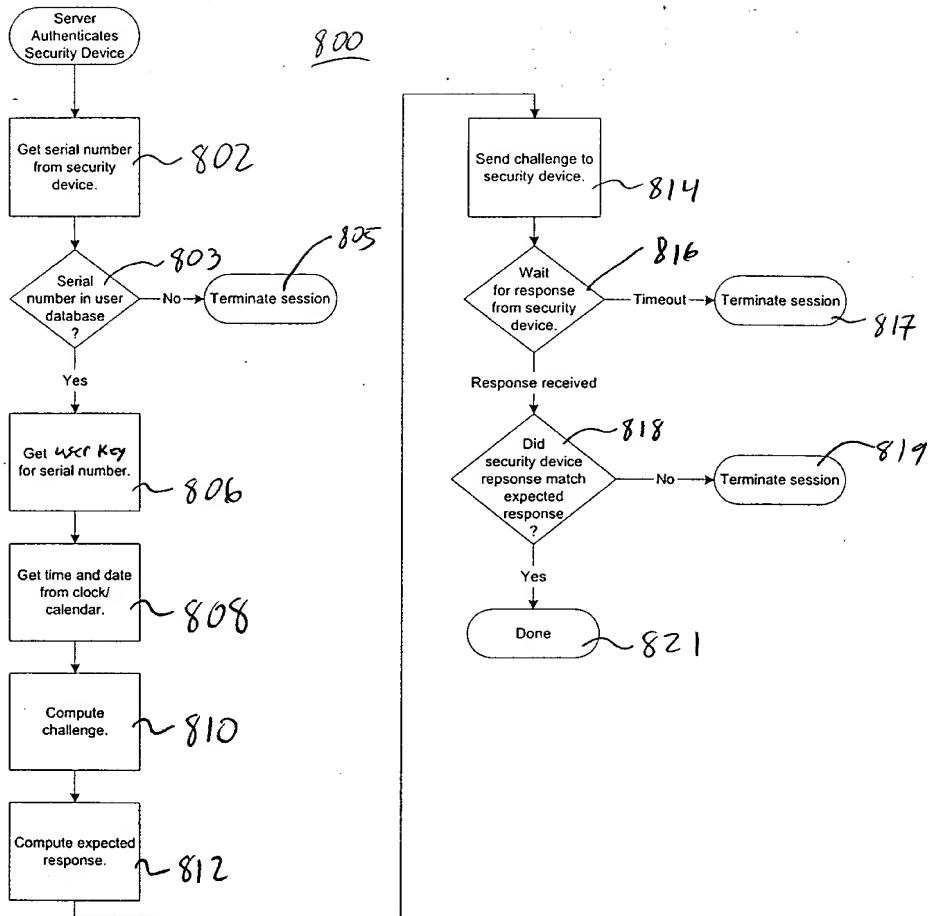 Server
Authenticates
Security Device
800
Get serial number
from security
device.
802
Serial
number in user
database
?
803
No
Terminate session
805
Yes
Get user Key
for serial number.
806
Get time and date
from clock/
calendar.
808
Compute
challenge.
810
Compute expected
response.
812
Send challenge to
security device.
814
Wait
for response
from security
device.
816
Timeout
Terminate session
817
Response received
Did
security device
repsonse match
expected
response
?
818
No
Terminate session
819
Yes
Done
821